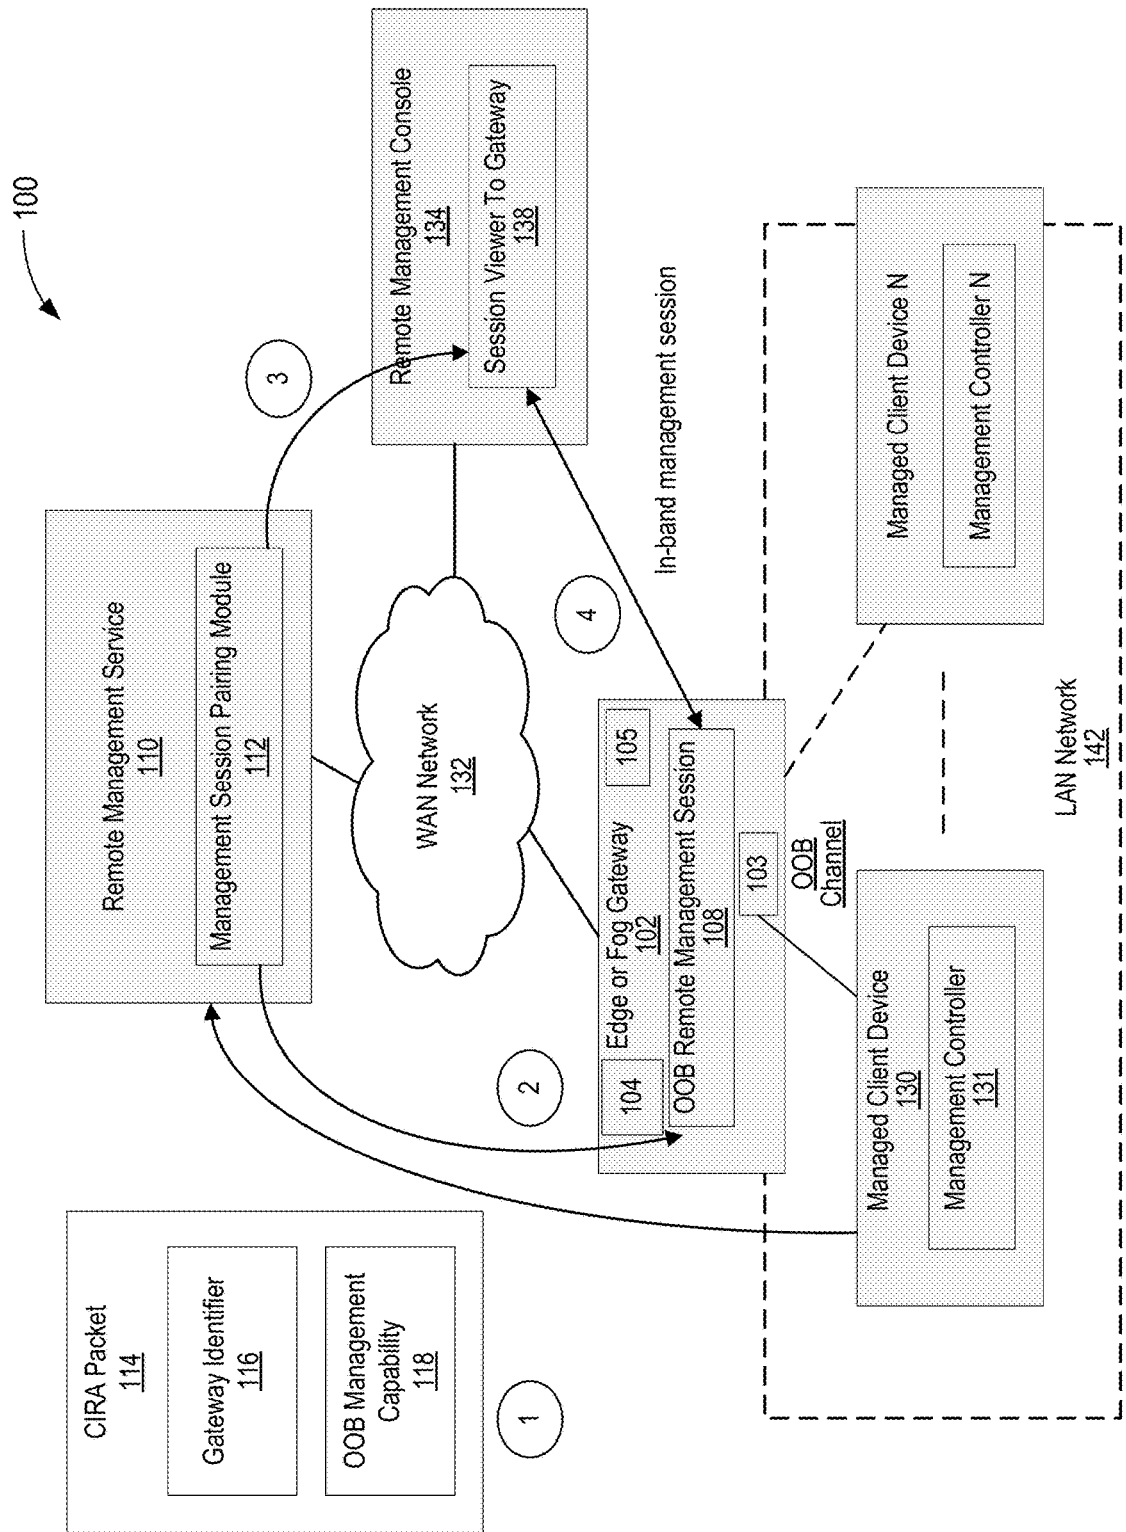 100
CIRA Packet
114
Gateway Identifier
116
OOB Management
Capability
118
1
Remote Management Service
110
Management Session Pairing Module
112
3
Remote Management Console
134
Session Viewer To Gateway
138
WAN Network
132
2
4
In-band management session
104
Edge or Fog Gateway
102
105
OOB Remote Management Session
108
103
OOB
Channel
Managed Client Device
130
Management Controller
131
Managed Client Device N
Management Controller N
LAN Network
142